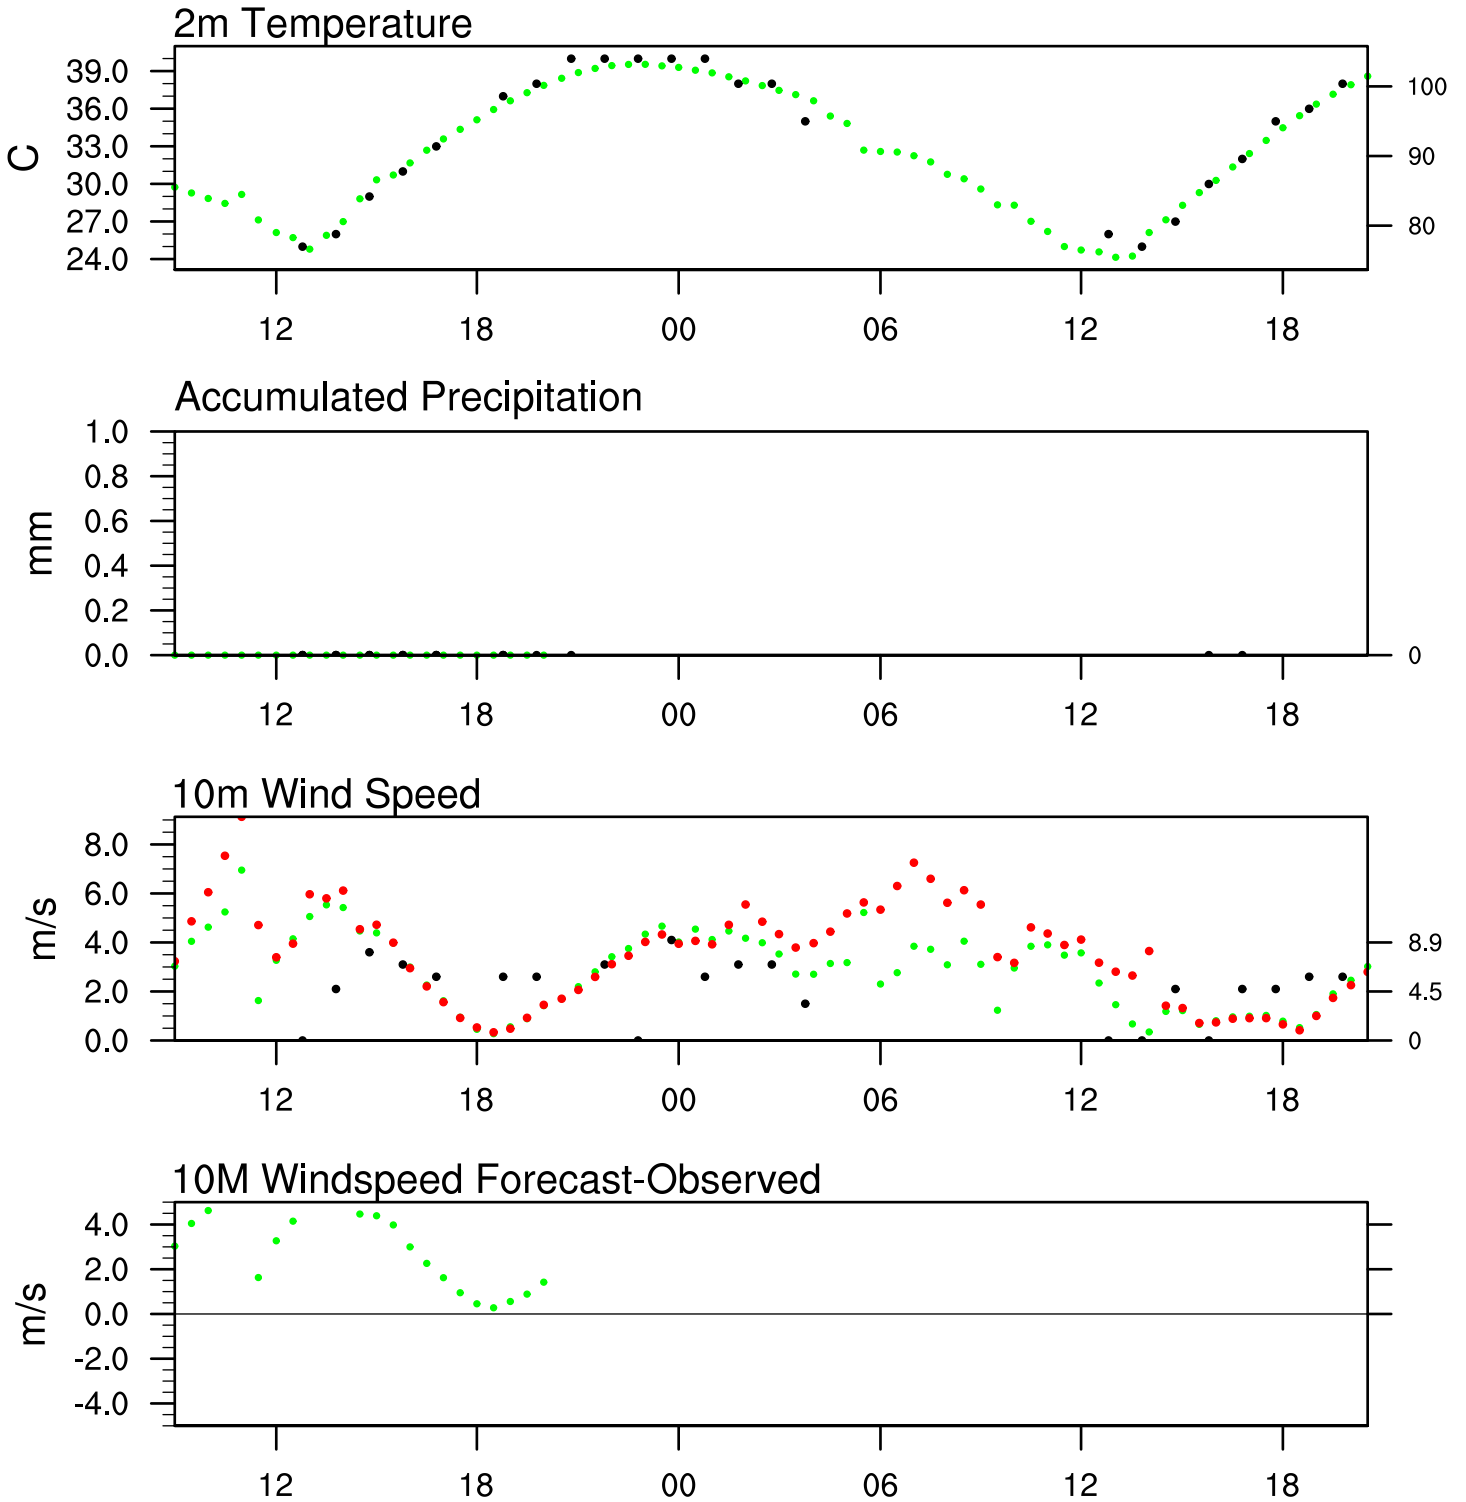 2m Temperature
39.0
36.0
33.0
30.0
27.0
24.0
C
100
90
80
12 18 00 06 12 18
Accumulated Precipitation
1.0
0.8
0.6
0.4
0.2
0.0
mm
0
12 18 00 06 12 18
10m Wind Speed
8.0
6.0
4.0
2.0
0.0
m/s
8.9
4.5
0
12 18 00 06 12 18
10M Windspeed Forecast-Observed
4.0
2.0
0.0
-2.0
-4.0
m/s
12 18 00 06 12 18